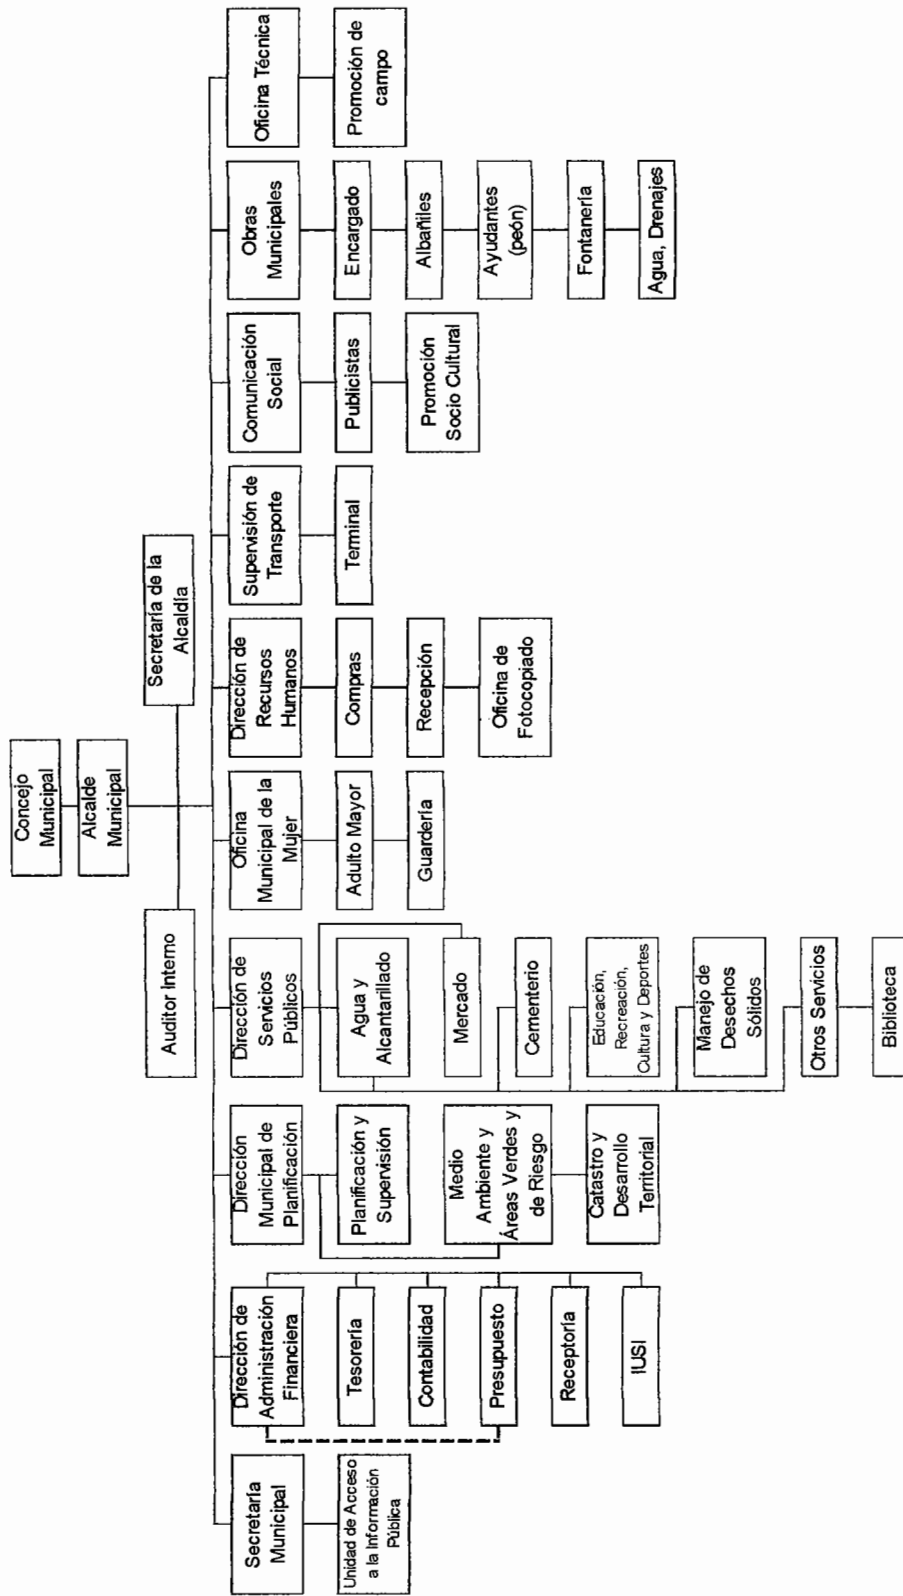 Concejo
Municipal
Alcalde
Municipal
Auditor Interno
Secretaría de la
Alcaldía
Secretaría
Municipal
Unidad de Acceso
a la Información
Pública
Dirección de
Administración
Financiera
Tesorería
Contabilidad
Presupuesto
Receptoría
IUSI
Dirección
Municipal de
Planificación
Planificación y
Supervisión
Medio
Ambiente y
Áreas Verdes y
de Riesgo
Catastro y
Desarrollo
Territorial
Dirección de
Servicios
Públicos
Agua y
Alcantarillado
Mercado
Cementerio
Educación,
Recreación,
Cultura y Deportes
Manejo de
Desechos
Sólidos
Otros Servicios
Biblioteca
Oficina
Municipal de la
Mujer
Adulto Mayor
Guardería
Dirección de
Recursos
Humanos
Compras
Recepción
Oficina de
Fotocopiado
Supervisión de
Transporte
Terminal
Comunicación
Social
Publicistas
Promoción
Socio Cultural
Obras
Municipales
Encargado
Albañiles
Ayudantes
(peón)
Fontanería
Agua, Drenajes
Oficina Técnica
Promoción de
campo